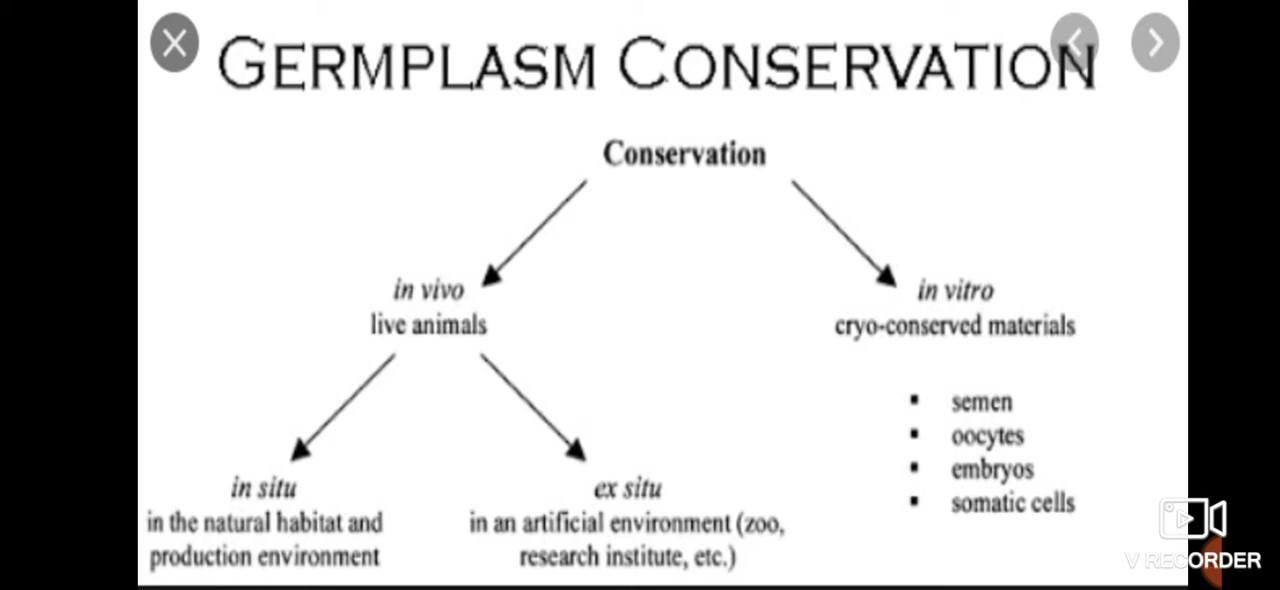 GERMPLASM CONSERVATION
Conservation
in vivo
live animals
in vitro
cryo-conserved materials
semen
oocytes
embryos
somatic cells
in situ
in the natural habitat and
production environment
ex situ
in an artificial environment (zoo,
research institute, etc.)
V RECORDER